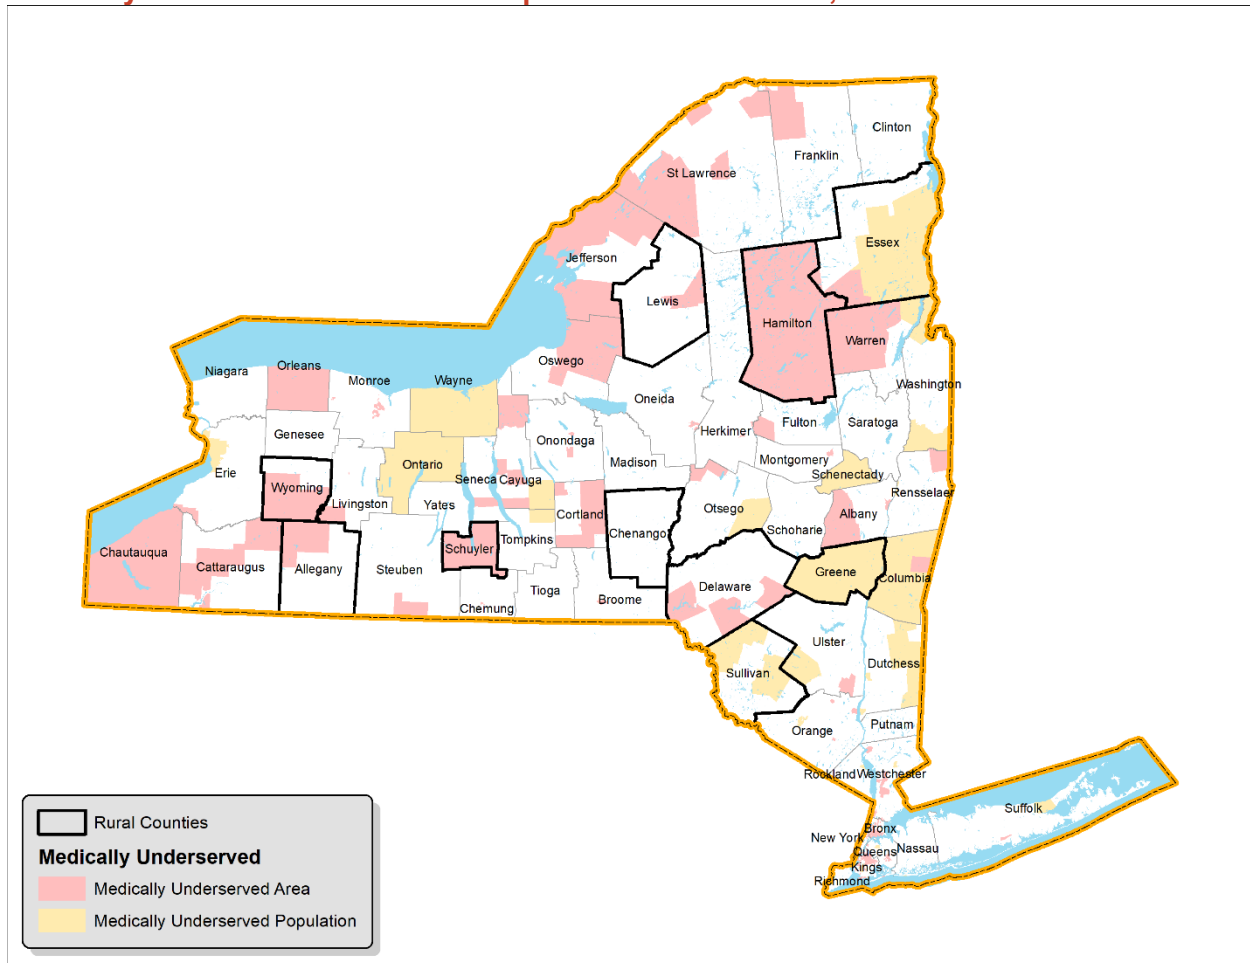 Clinton
Franklin
St Lawrence
Essex
Jefferson
Lewis
Hamilton
Warren
Oswego
Orleans
Niagara
Monroe
Wayne
Washington
Oneida
Fulton
Saratoga
Herkimer
Genesee
Onondaga
Madison
Montgomery
Ontario
Schenectady
Erie
Seneca
Cayuga
Wyoming
Rensselaer
Livingston
Yates
Otsego
Albany
Cortland
Schoharie
Chenango
Tompkins
Schuyler
Chautauqua
Cattaraugus
Allegany
Steuben
Greene
Columbia
Delaware
Tioga
Broome
Chemung
Ulster
Dutchess
Sullivan
Putnam
Orange
Rockland
Westchester
Suffolk
Bronx
New York
Nassau
Queens
Kings
Richmond
Rural Counties
Medically Underserved
Medically Underserved Area
Medically Underserved Population